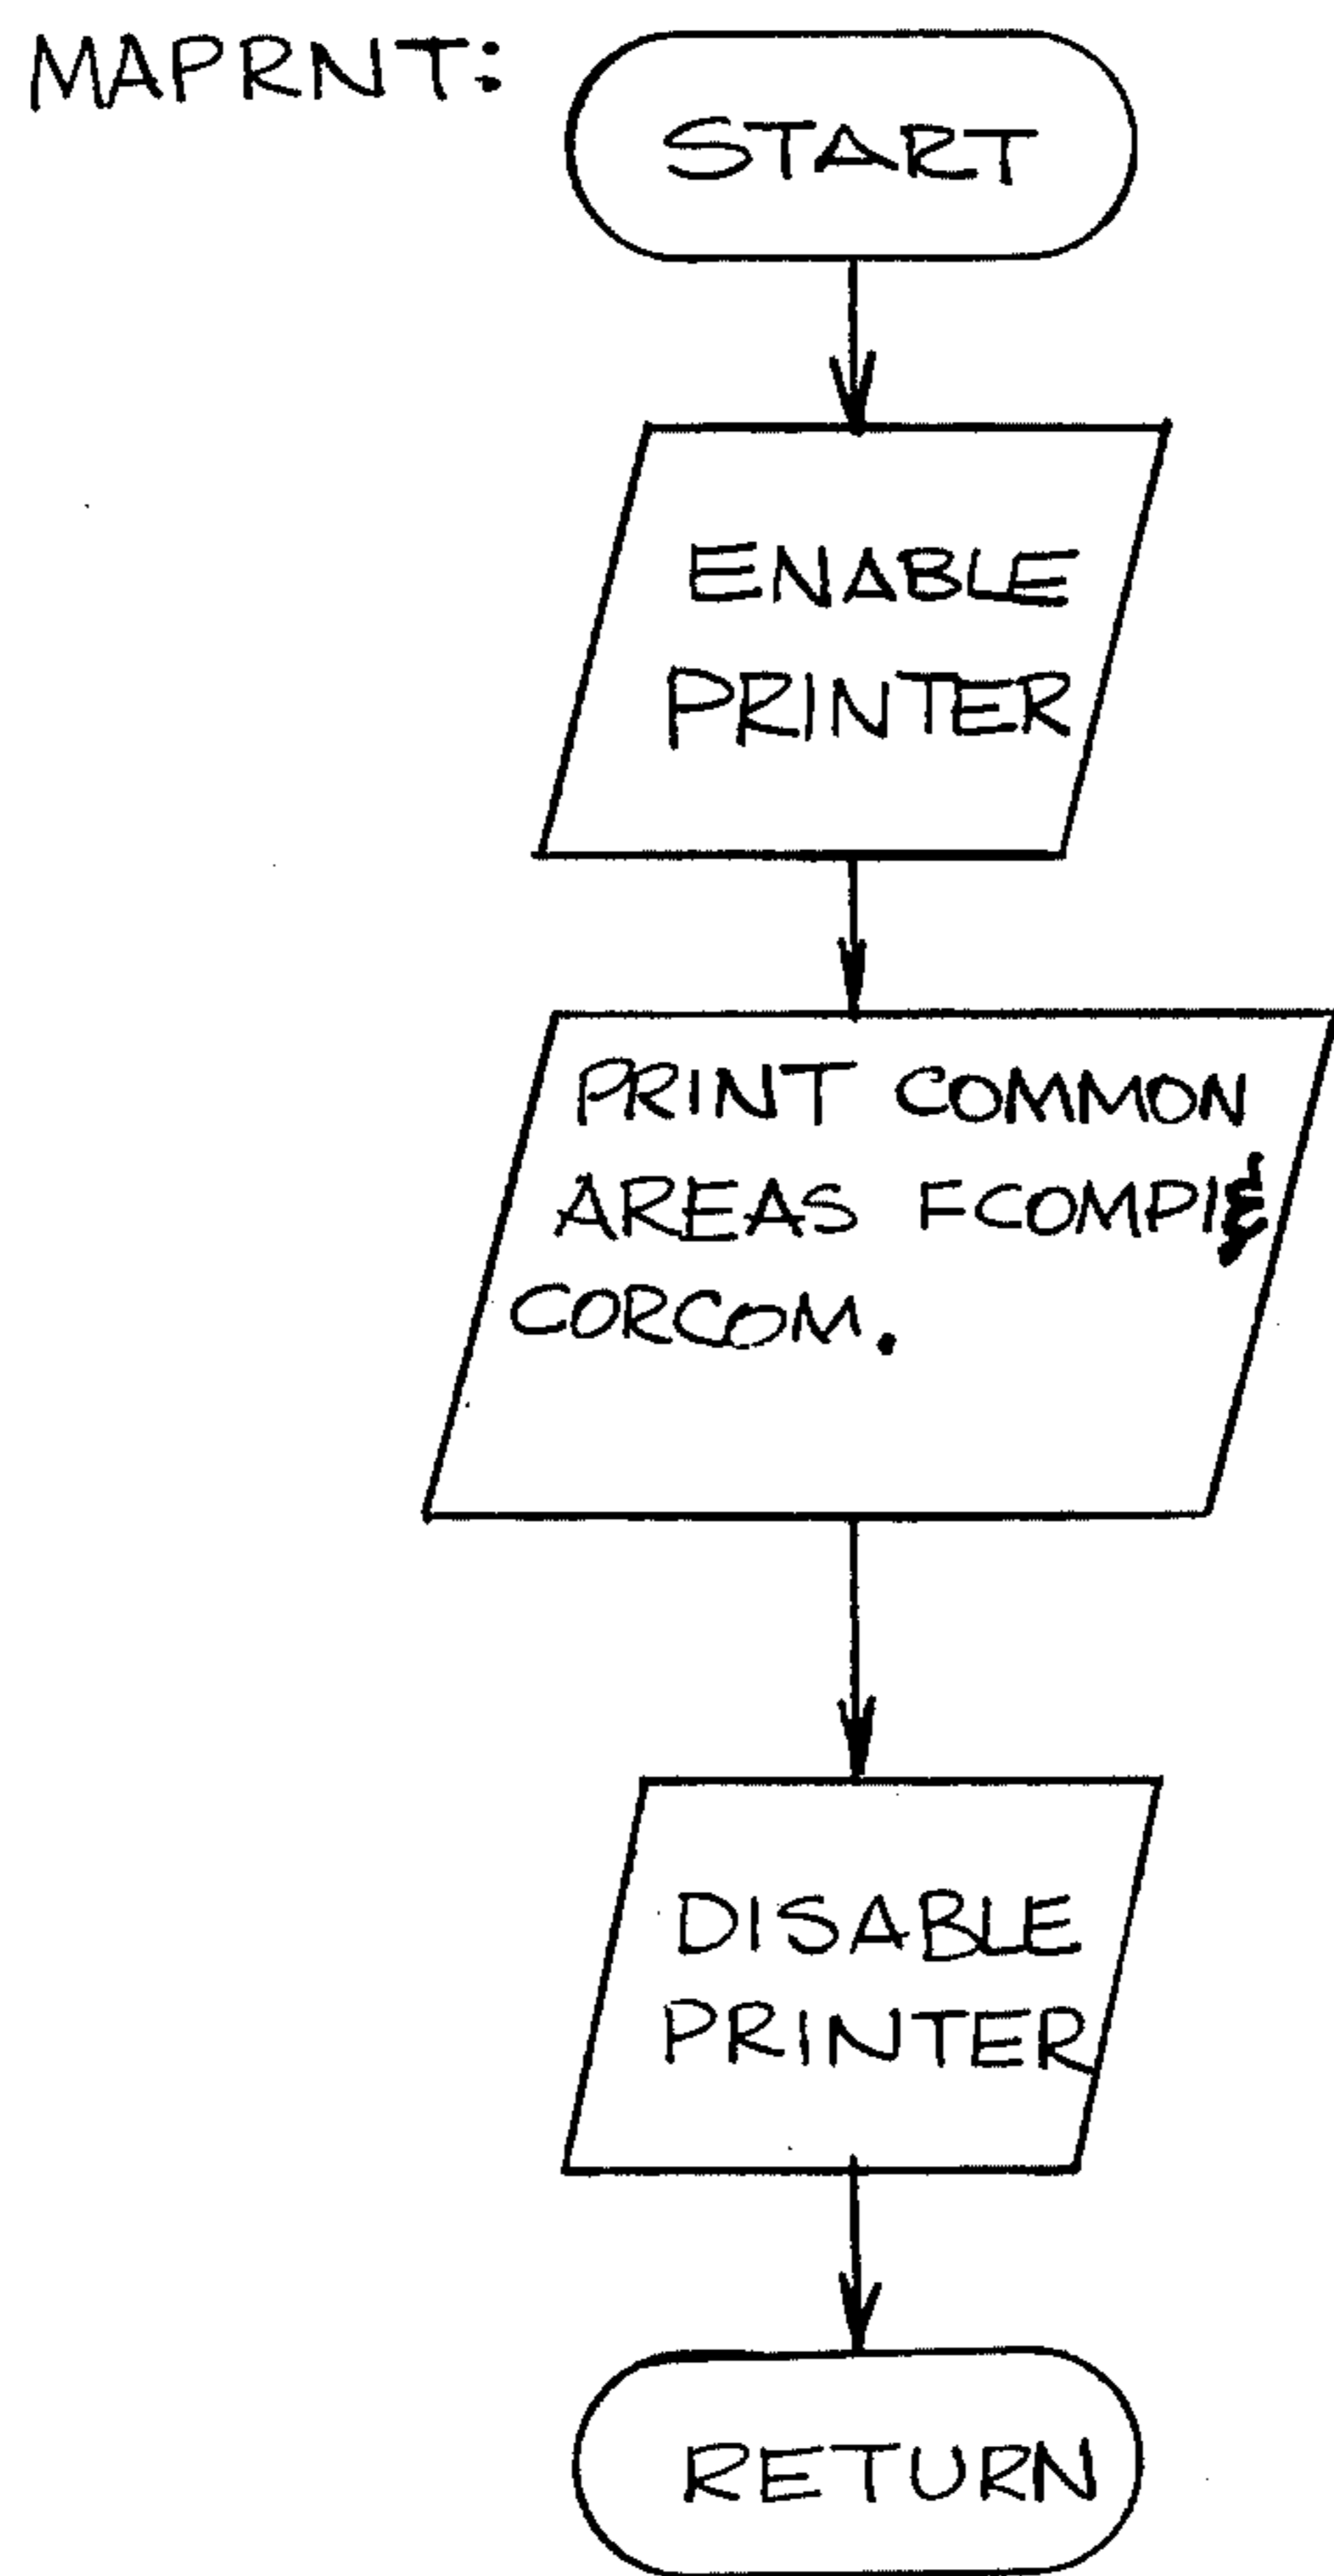 MAPRNT:
START
ENABLE
PRINTER
PRINT COMMON
AREAS FCOMPI&
CORCOM.
DISABLE
PRINTER
RETURN